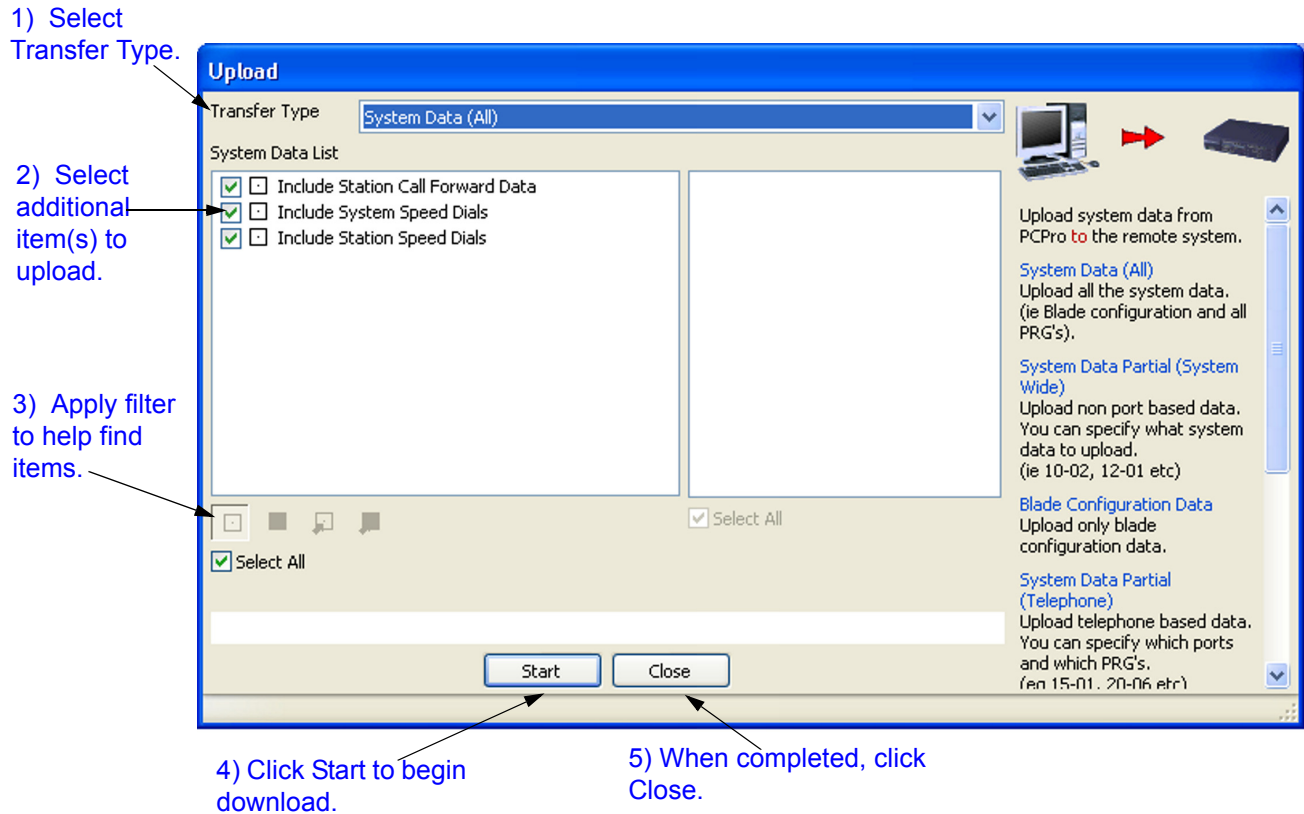 1) Select
Transfer Type.
Upload
Transfer Type
System Data (All)
System Data List
2) Select
additional
item(s) to
upload.
Include Station Call Forward Data
Include System Speed Dials
Include Station Speed Dials
3) Apply filter
to help find
items.
Select All
Select All
Upload system data from
PCPro to the remote system.
System Data (All)
Upload all the system data.
(ie Blade configuration and all
PRG's).
System Data Partial (System
Wide)
Upload non port based data.
You can specify what system
data to upload.
(ie 10-02, 12-01 etc)
Blade Configuration Data
Upload only blade
configuration data.
System Data Partial
(Telephone)
Upload telephone based data.
You can specify which ports
and which PRG's.
(eg 15-01, 20-06 etc)
Start
Close
4) Click Start to begin
download.
5) When completed, click
Close.